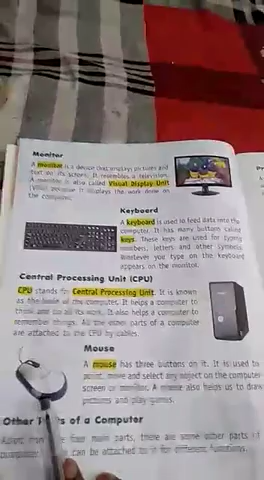 Monitor
A monitor is a device that displays pictures and
text on its screen. It resembles a television.
A monitor is also called Visual Display Unit
(VDU) because it displays the work done on
the computer.
Keyboard
A keyboard is used to feed data into the
computer. It has many buttons called
keys. These keys are used for typing
numbers, letters and other symbols.
Whatever you type on the keyboard
appears on the monitor.
Central Processing Unit (CPU)
CPU stands for Central Processing Unit. It is known
as the brain of the computer. It helps a computer to
think and do all its work. It also helps a computer to
remember things. All the other parts of a computer
are attached to the CPU by cables.
Mouse
A mouse has three buttons on it. It is used to
point, move and select any object on the computer
screen or monitor. A mouse also helps us to draw
pictures and play games.
Other of a Computer
Apart four main parts, there are some other parts of
computer can be attached to it for different functions.